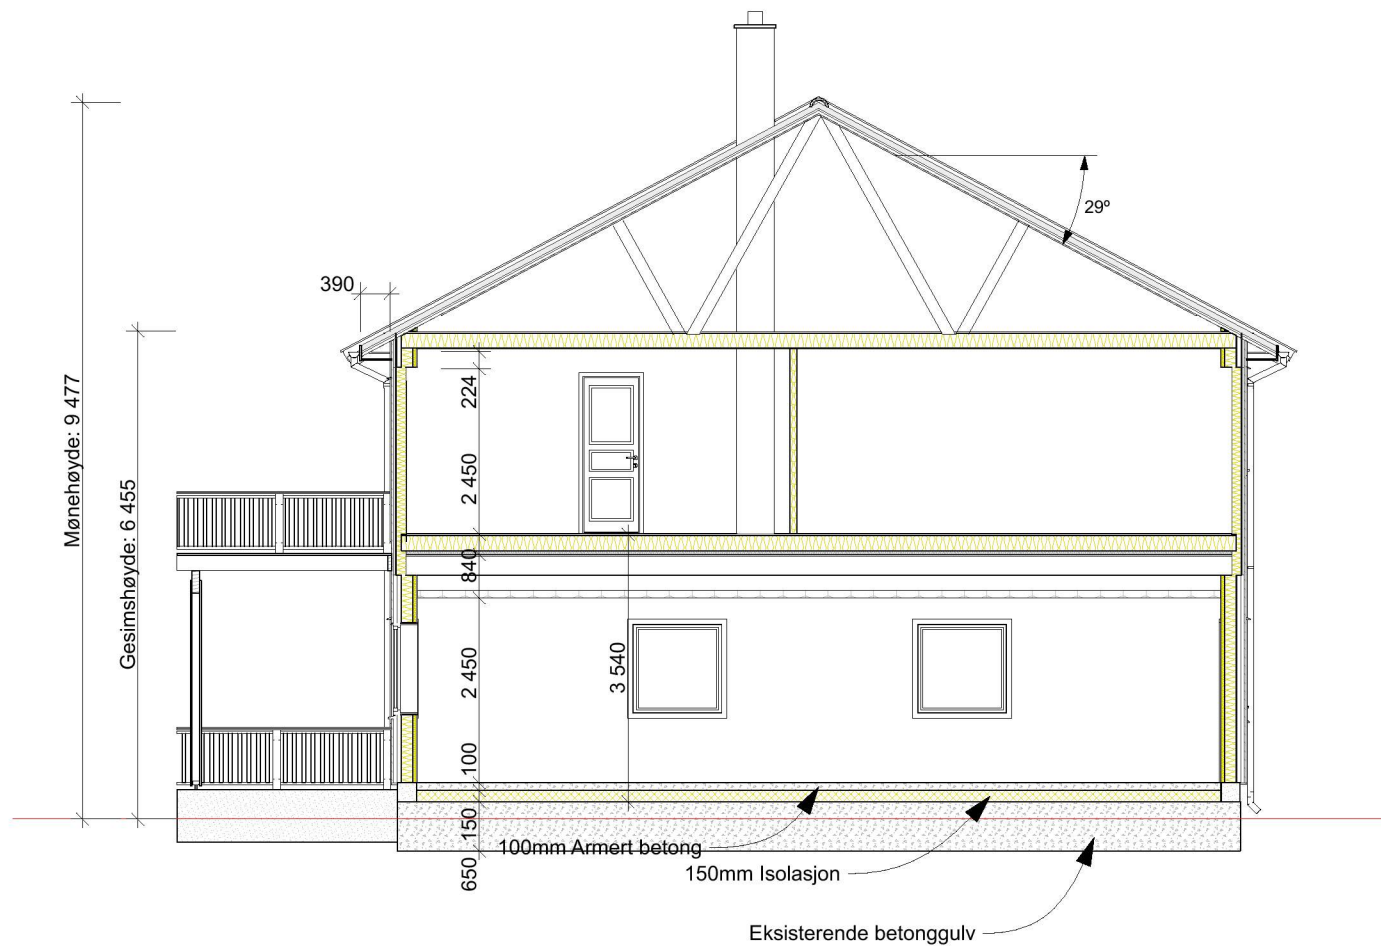 29º
390
Mønehøyde: 9 477
Gesimshøyde: 6 455
224
2 450
840
2 450
3 540
100
150
650
100mm Armert betong
150mm Isolasjon
Eksisterende betonggulv